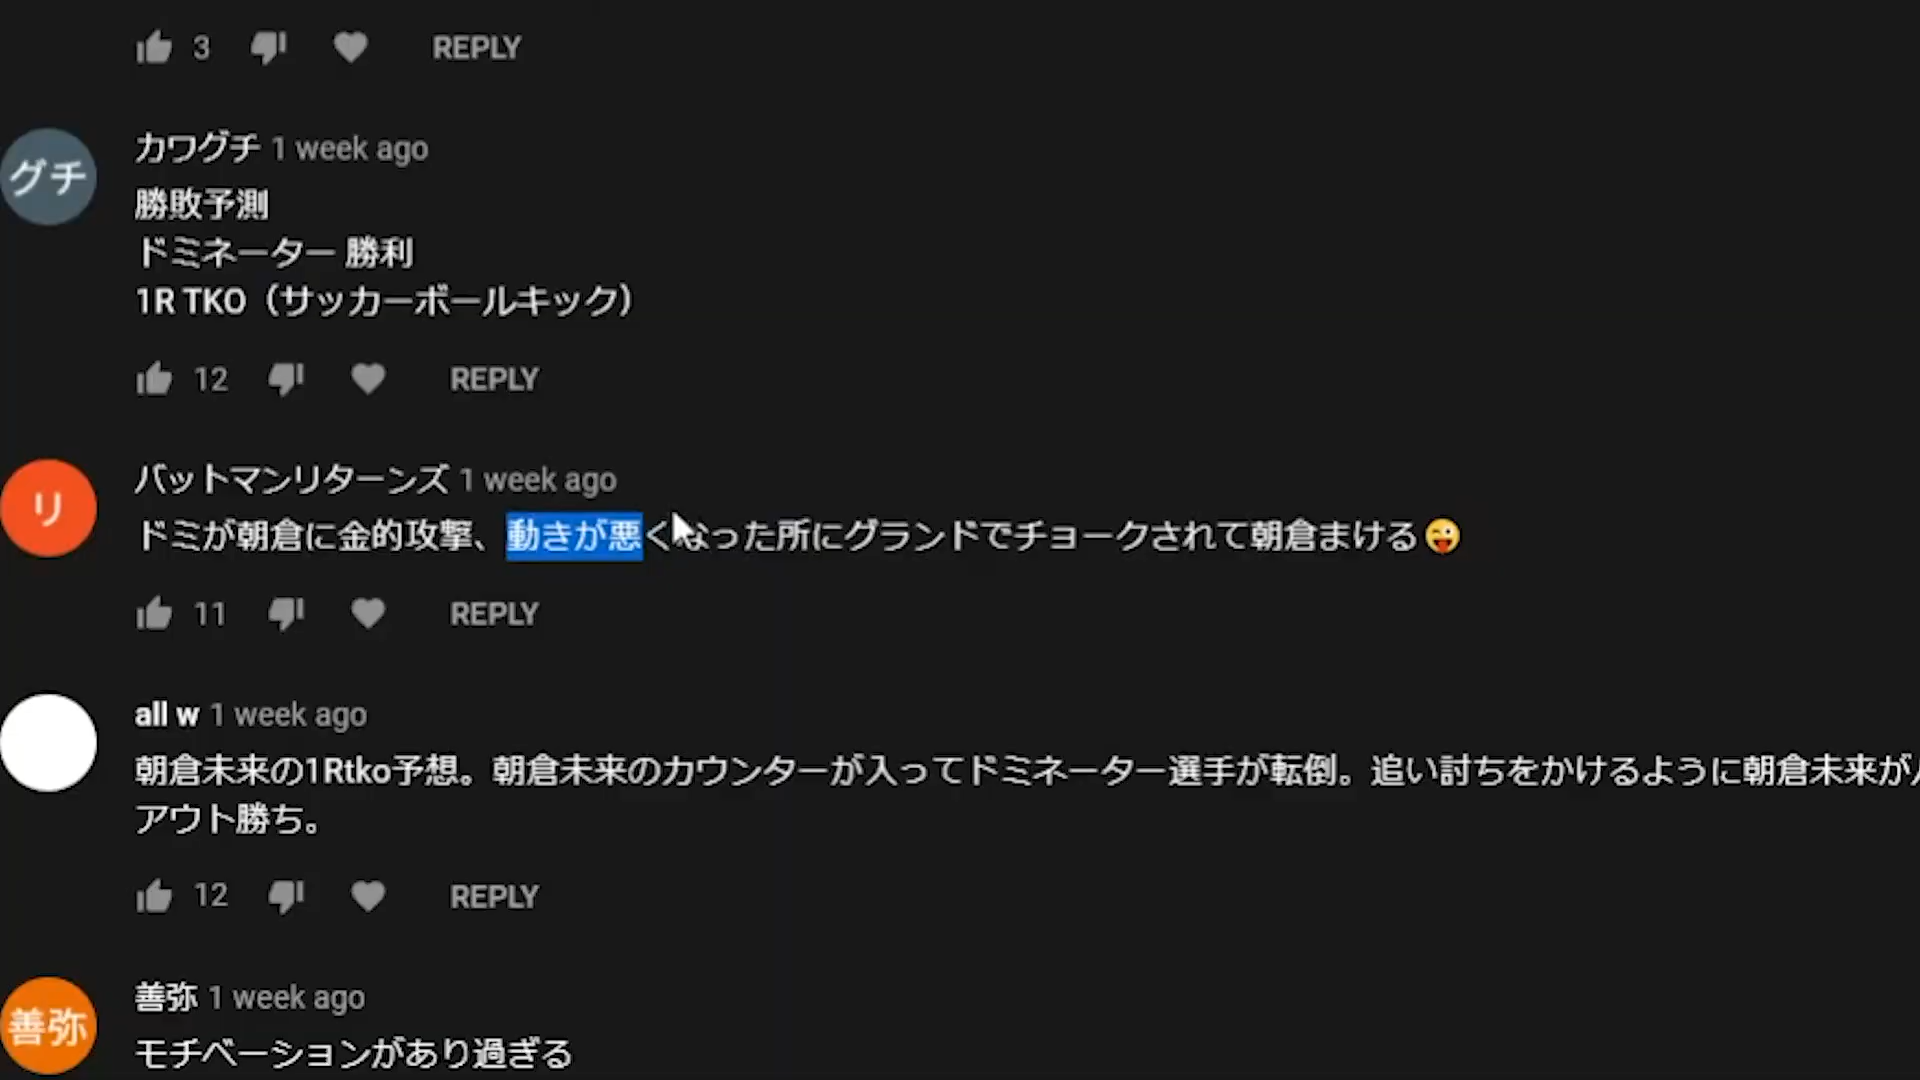 3 REPLY
グチ
カワグチ 1 week ago
勝敗予測
ドミネーター 勝利
1R TKO（サッカーボールキック）
12 REPLY
リ
バットマンリターンズ 1 week ago
ドミが朝倉に金的攻撃、動きが悪くなった所にグランドでチョークされて朝倉まける😜
11 REPLY
all w 1 week ago
朝倉未来の1Rtko予想。朝倉未来のカウンターが入ってドミネーター選手が転倒。追い討ちをかけるように朝倉未来が
アウト勝ち。
12 REPLY
善弥
善弥 1 week ago
モチベーションがあり過ぎる